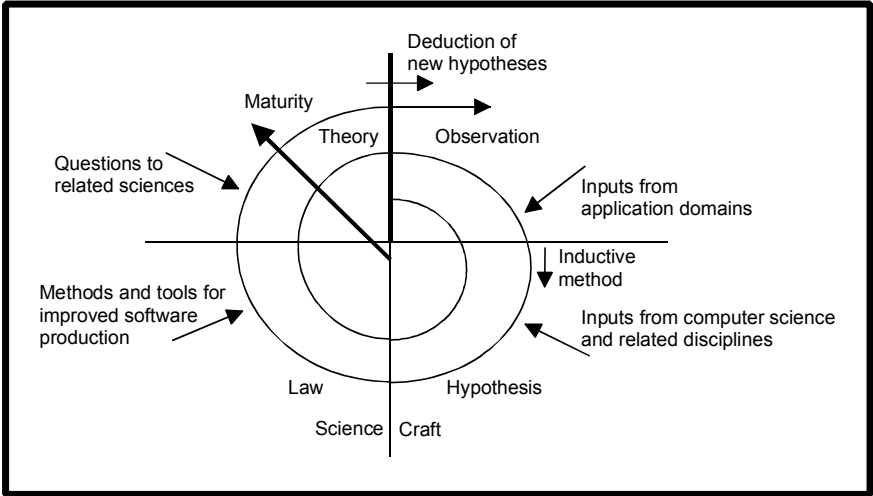 Deduction of
new hypotheses
Maturity
Theory
Observation
Questions to
related sciences
Inputs from
application domains
Inductive
method
Methods and tools for
improved software
production
Inputs from computer science
and related disciplines
Law
Hypothesis
Science
Craft